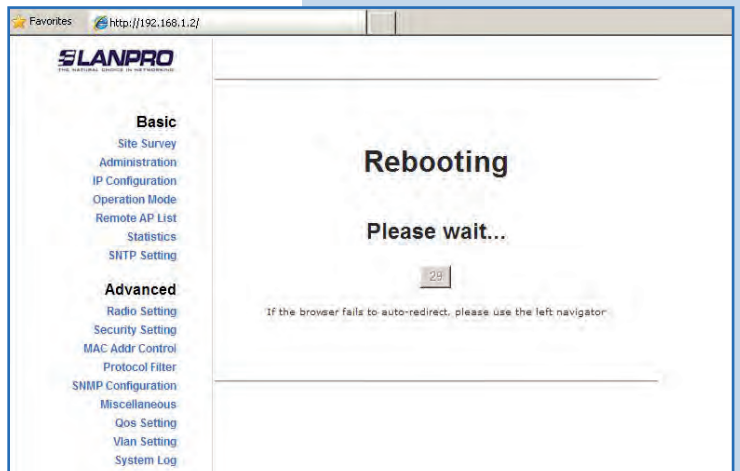 Favorites
http://192.168.1.2/
LANPRO
THE NATURAL CHOICE IN NETWORKING
Basic
Site Survey
Administration
IP Configuration
Operation Mode
Remote AP List
Statistics
SNTP Setting
Advanced
Radio Setting
Security Setting
MAC Addr Control
Protocol Filter
SNMP Configuration
Miscellaneous
Qos Setting
Vlan Setting
System Log
Rebooting
Please wait...
29
If the browser fails to auto-redirect, please use the left navigator